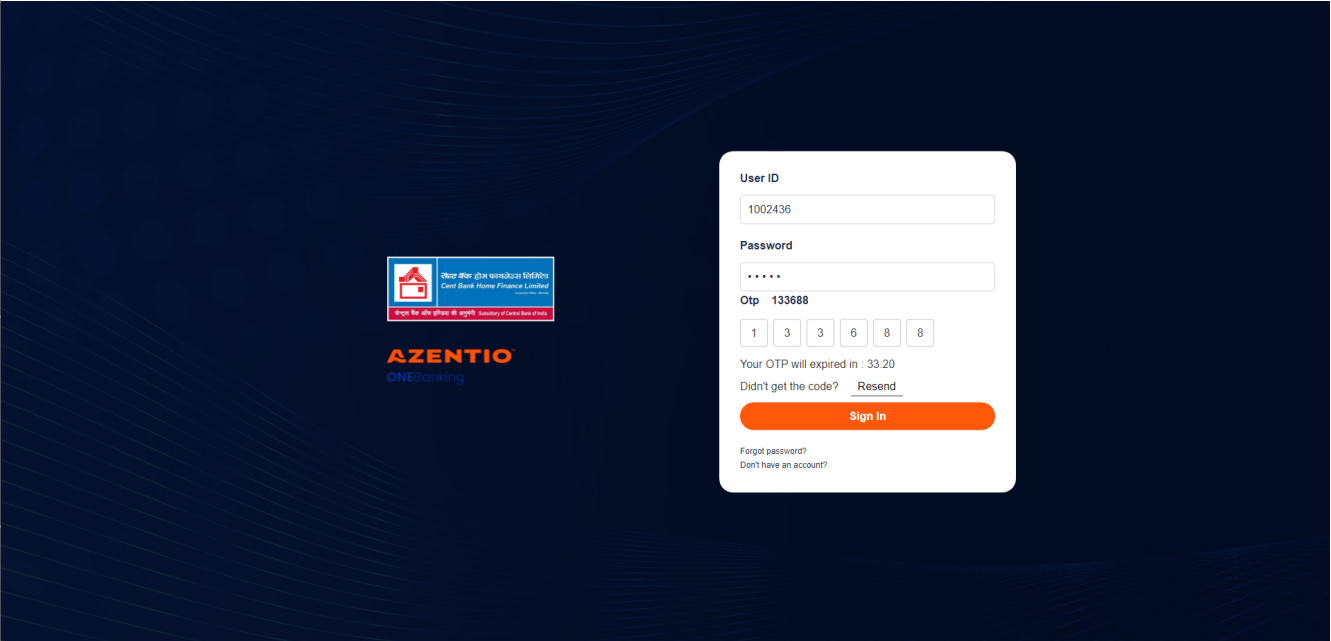 सेन्ट बैंक होम फायनेन्स लिमिटेड
Cent Bank Home Finance Limited
सेन्ट्रल बैंक ऑफ इण्डिया की अनुषंगी Subsidiary of Central Bank of India
AZENTIO
ONEBanking
User ID
1002436
Password
•••••
Otp 133688
1 3 3 6 8 8
Your OTP will expired in : 33:20
Didn't get the code? Resend
Sign In
Forgot password?
Don't have an account?